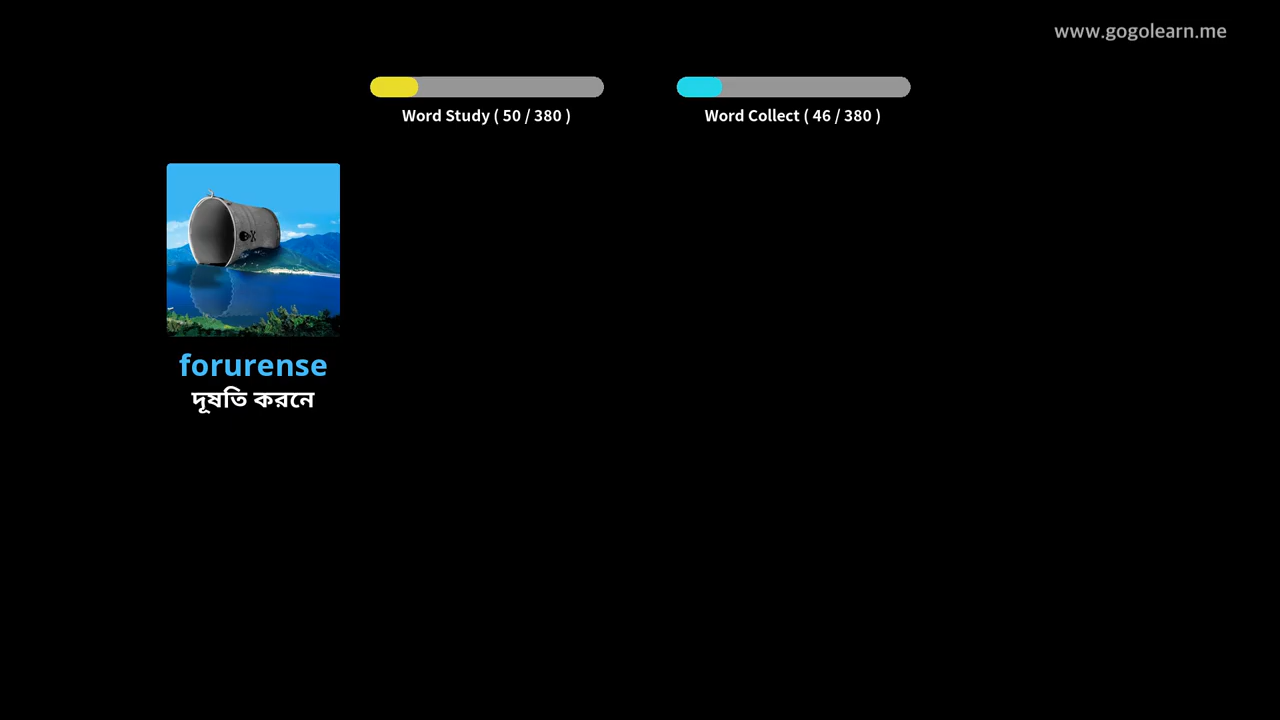 www.gogolearn.me
Word Study ( 50 / 380 )
Word Collect ( 46 / 380 )
forurense
দূষতি করনে